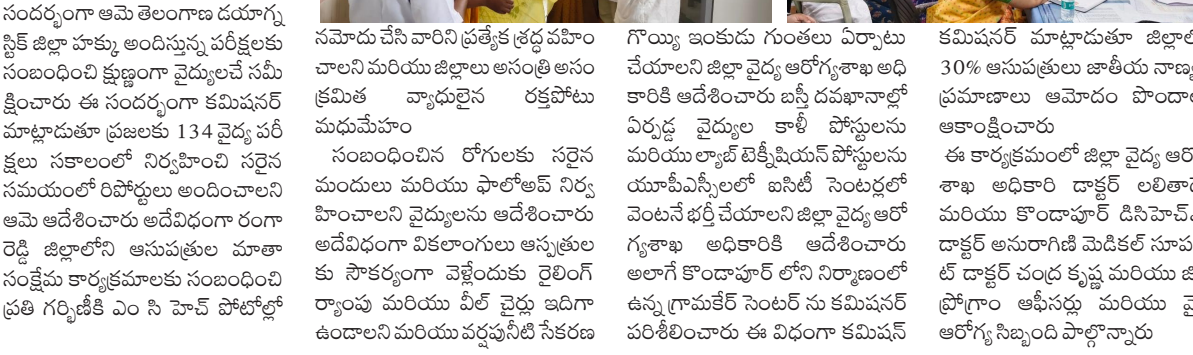 సందర్భంగా ఆమె తెలంగాణ డయాగ్న
స్టిక్ జిల్లా హక్కు అందిస్తున్న పరీక్షలకు
సంబంధించి క్షుణ్ణంగా వైద్యులచే సమీ
క్షించారు ఈ సందర్భంగా కమిషనర్
మాట్లాడుతూ ప్రజలకు 134 వైద్య పరీ
క్షలు సకాలంలో నిర్వహించి సరైన
సమయంలో రిపోర్టులు అందించాలని
ఆమె ఆదేశించారు అదేవిధంగా రంగా
రెడ్డి జిల్లాలోని ఆసుపత్రుల మాతా
సంక్షేమ కార్యక్రమాలకు సంబంధించి
ప్రతి గర్భిణీకి ఎం సి హెచ్ పోటోల్లో
నమోదు చేసి వారిని ప్రత్యేక శ్రద్ధ వహిం
చాలని మరియు జిల్లాలు అసంత్రి అసం
క్రమిత వ్యాధులైన రక్తపోటు
మధుమేహం
సంబంధించిన రోగులకు సరైన
మందులు మరియు ఫాలోఅప్ నిర్వ
హించాలని వైద్యులను ఆదేశించారు
అదేవిధంగా వికలాంగులు ఆస్పత్రుల
కు సౌకర్యంగా వెళ్లేందుకు రైలింగ్
ర్యాంపు మరియు వీల్ చైర్లు ఇదిగా
ఉండాలని మరియు వర్షపునీటి సేకరణ
గొయ్యి ఇంకుడు గుంతలు ఏర్పాటు
చేయాలని జిల్లా వైద్య ఆరోగ్యశాఖ అధి
కారికి ఆదేశించారు బస్తీ దవఖానాల్లో
ఏర్పడ్డ వైద్యుల కాళీ పోస్టులను
మరియు ల్యాబ్ టెక్నీషియన్ పోస్టులను
యూపీఎస్సీలలో ఐసిటీ సెంటర్లలో
వెంటనే భర్తీ చేయాలని జిల్లా వైద్య ఆరో
గ్యశాఖ అధికారికి ఆదేశించారు
అలాగే కొండాపూర్ లోని నిర్మాణంలో
ఉన్న గ్రామకేర్ సెంటర్ ను కమిషనర్
పరిశీలించారు ఈ విధంగా కమిషన్
కమిషనర్ మాట్లాడుతూ
30% ఆసుపత్రులు జాతీయ
ప్రమాణాలు ఆమోదం
ఆకాంక్షించారు
ఈ కార్యక్రమంలో జిల్లా వైద్య
శాఖ అధికారి డాక్టర్
మరియు కొండాపూర్
డాక్టర్ అనురాగిణి మెడికల్
ట్ డాక్టర్ చంద్ర కృష్ణ మరియు
ప్రోగ్రాం ఆఫీసర్లు మరియు
ఆరోగ్య సిబ్బంది పాల్గొన్నారు